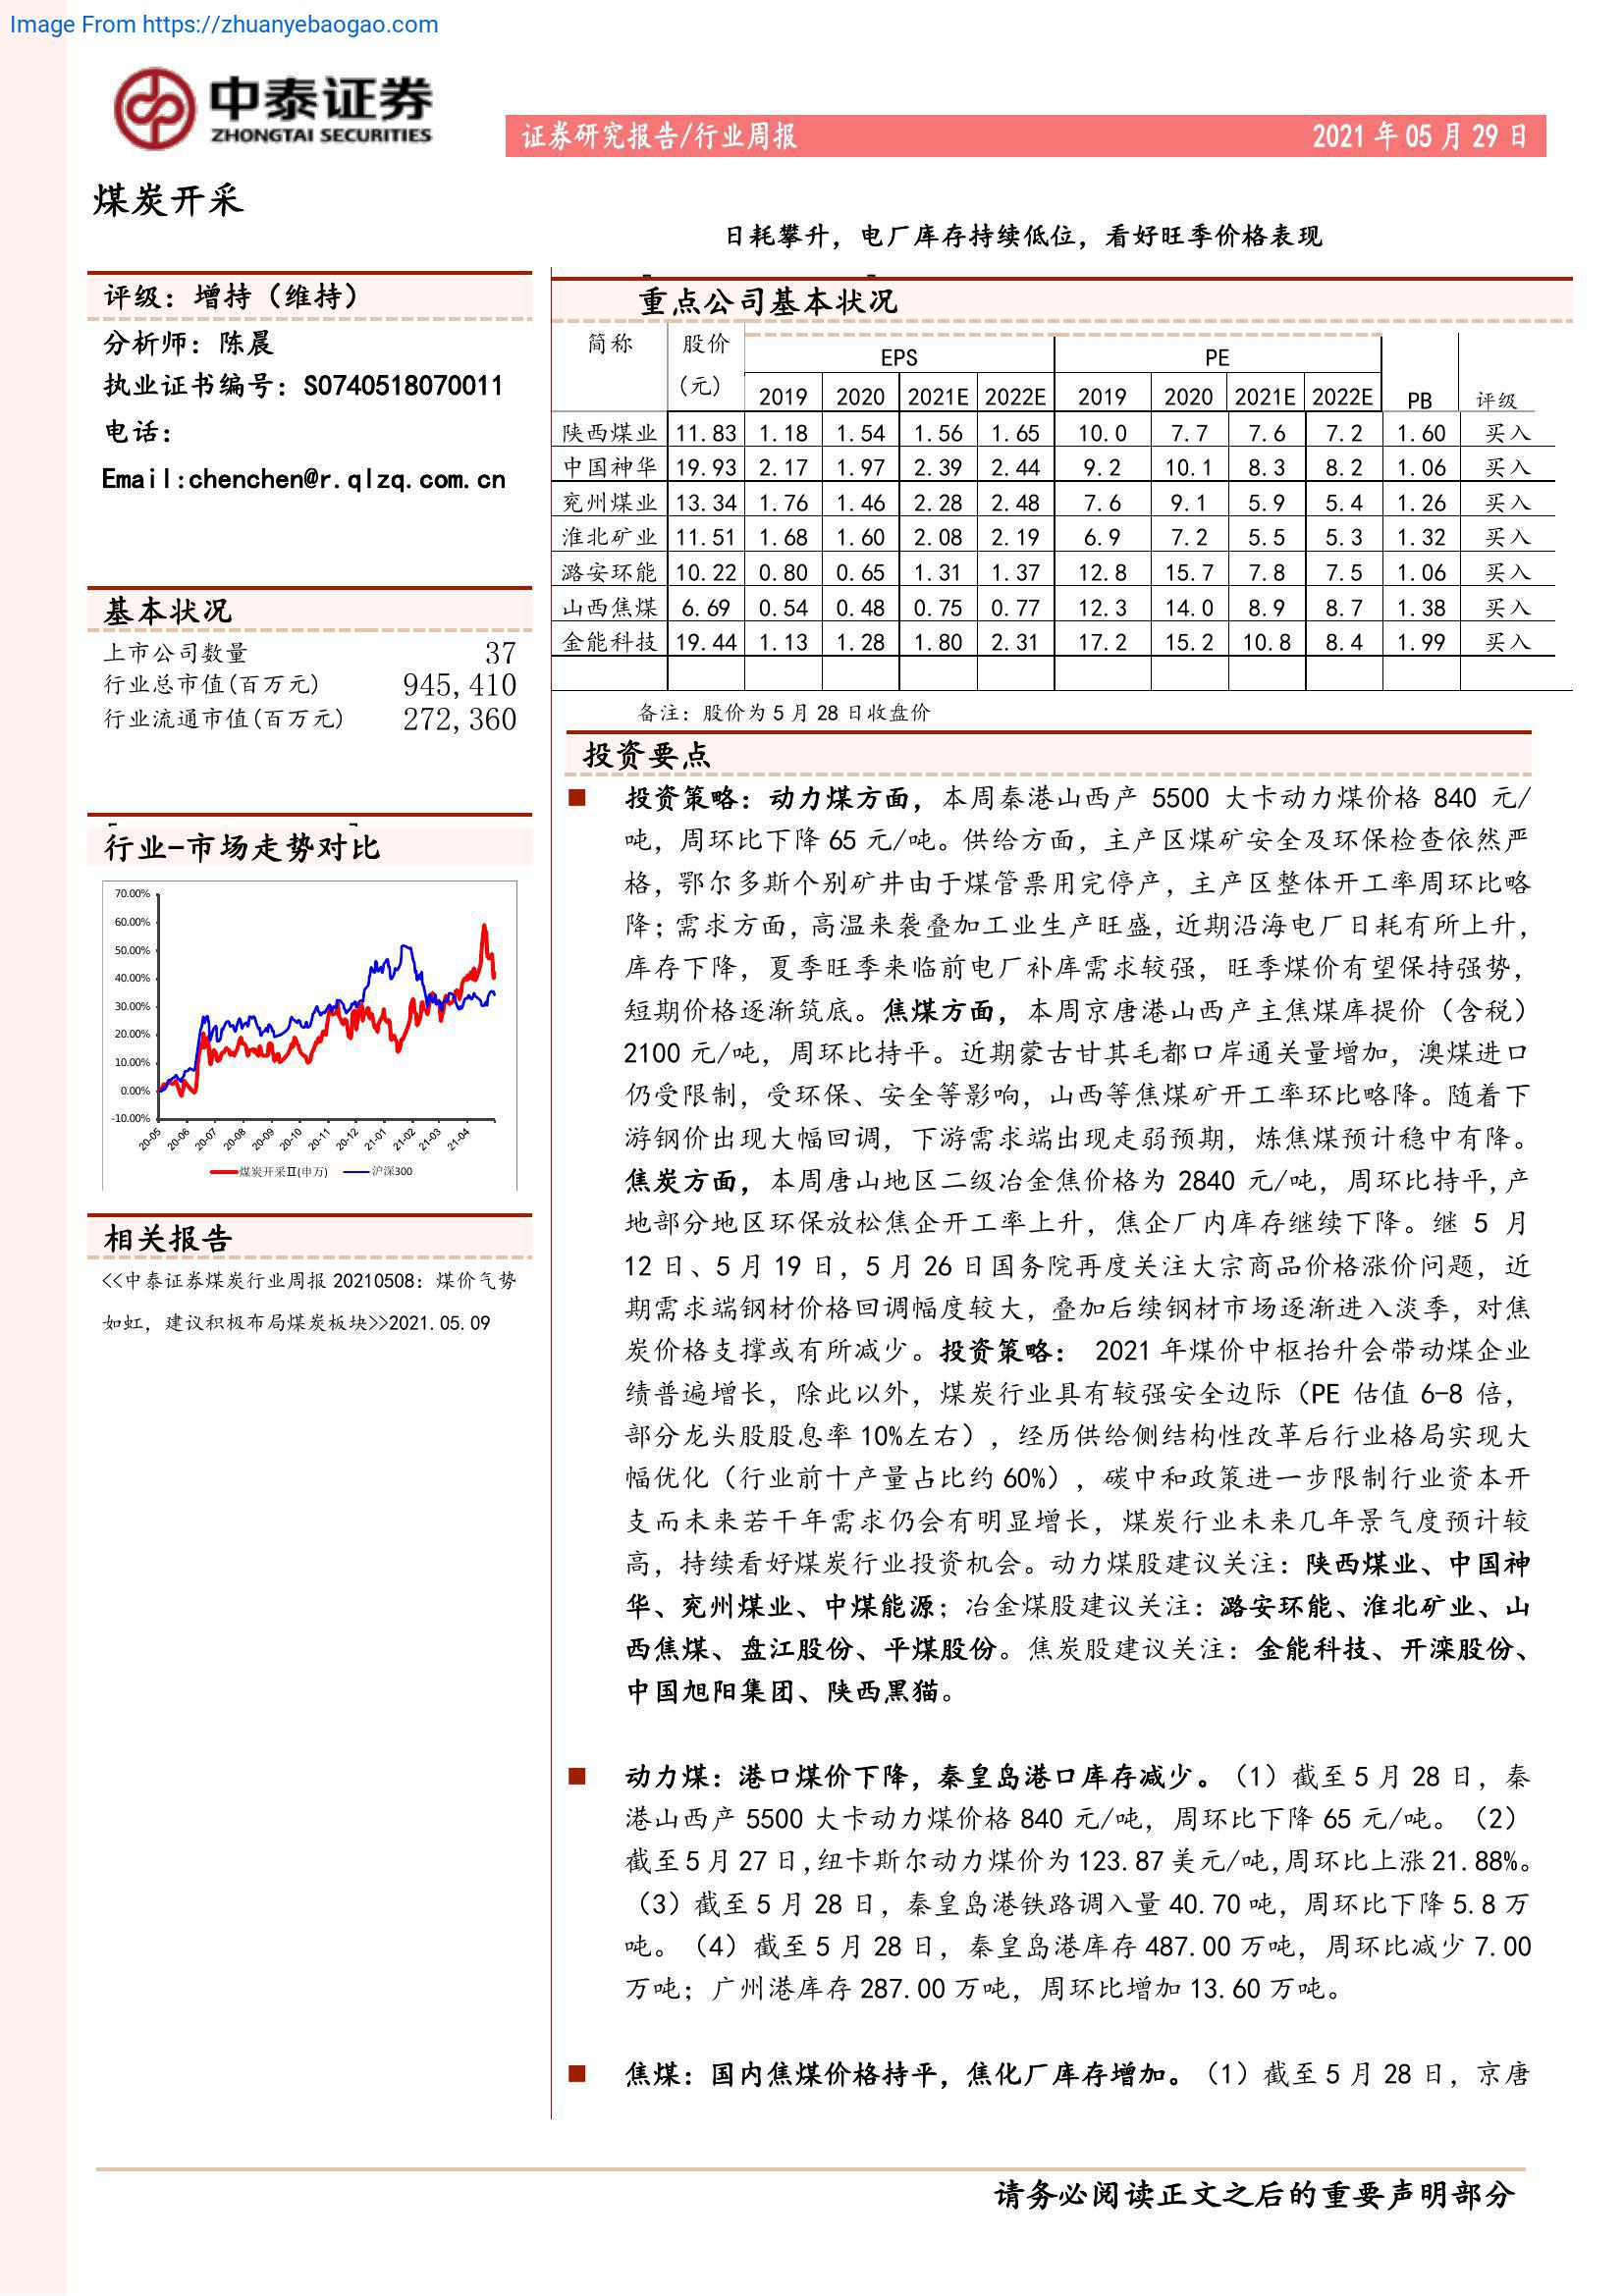 Image From https://zhuanyebaogao.com
中泰证券
ZHONGTAI SECURITIES
证券研究报告/行业周报 2021 年 05 月 29 日
煤炭开采
日耗攀升，电厂库存持续低位，看好旺季价格表现
评级：增持（维持）
分析师：陈晨
执业证书编号：S0740518070011
电话：
Email:chenchen@r.qlzq.com.cn
基本状况
上市公司数量 37
行业总市值(百万元) 945,410
行业流通市值(百万元) 272,360
行业-市场走势对比
70.00%
60.00%
50.00%
40.00%
30.00%
20.00%
10.00%
0.00%
-10.00%
20-05 20-06 20-07 20-08 20-09 20-10 20-11 20-12 21-01 21-02 21-03 21-04
煤炭开采Ⅱ(申万) 沪深300
相关报告
<<中泰证券煤炭行业周报 20210508：煤价气势
如虹，建议积极布局煤炭板块>>2021.05.09
重点公司基本状况
简称 股价 EPS PE
(元) 2019 2020 2021E 2022E 2019 2020 2021E 2022E PB 评级
陕西煤业 11.83 1.18 1.54 1.56 1.65 10.0 7.7 7.6 7.2 1.60 买入
中国神华 19.93 2.17 1.97 2.39 2.44 9.2 10.1 8.3 8.2 1.06 买入
兖州煤业 13.34 1.76 1.46 2.28 2.48 7.6 9.1 5.9 5.4 1.26 买入
淮北矿业 11.51 1.68 1.60 2.08 2.19 6.9 7.2 5.5 5.3 1.32 买入
潞安环能 10.22 0.80 0.65 1.31 1.37 12.8 15.7 7.8 7.5 1.06 买入
山西焦煤 6.69 0.54 0.48 0.75 0.77 12.3 14.0 8.9 8.7 1.38 买入
金能科技 19.44 1.13 1.28 1.80 2.31 17.2 15.2 10.8 8.4 1.99 买入
备注：股价为 5 月 28 日收盘价
投资要点
■ 投资策略：动力煤方面，本周秦港山西产 5500 大卡动力煤价格 840 元/
吨，周环比下降 65 元/吨。供给方面，主产区煤矿安全及环保检查依然严
格，鄂尔多斯个别矿井由于煤管票用完停产，主产区整体开工率周环比略
降；需求方面，高温来袭叠加工业生产旺盛，近期沿海电厂日耗有所上升，
库存下降，夏季旺季来临前电厂补库需求较强，旺季煤价有望保持强势，
短期价格逐渐筑底。焦煤方面，本周京唐港山西产主焦煤库提价（含税）
2100 元/吨，周环比持平。近期蒙古甘其毛都口岸通关量增加，澳煤进口
仍受限制，受环保、安全等影响，山西等焦煤矿开工率环比略降。随着下
游钢价出现大幅回调，下游需求端出现走弱预期，炼焦煤预计稳中有降。
焦炭方面，本周唐山地区二级冶金焦价格为 2840 元/吨，周环比持平,产
地部分地区环保放松焦企开工率上升，焦企厂内库存继续下降。继 5 月
12 日、5 月 19 日，5 月 26 日国务院再度关注大宗商品价格涨价问题，近
期需求端钢材价格回调幅度较大，叠加后续钢材市场逐渐进入淡季，对焦
炭价格支撑或有所减少。投资策略： 2021 年煤价中枢抬升会带动煤企业
绩普遍增长，除此以外，煤炭行业具有较强安全边际（PE 估值 6-8 倍，
部分龙头股股息率 10%左右），经历供给侧结构性改革后行业格局实现大
幅优化（行业前十产量占比约 60%），碳中和政策进一步限制行业资本开
支而未来若干年需求仍会有明显增长，煤炭行业未来几年景气度预计较
高，持续看好煤炭行业投资机会。动力煤股建议关注：陕西煤业、中国神
华、兖州煤业、中煤能源；冶金煤股建议关注：潞安环能、淮北矿业、山
西焦煤、盘江股份、平煤股份。焦炭股建议关注：金能科技、开滦股份、
中国旭阳集团、陕西黑猫。
■ 动力煤：港口煤价下降，秦皇岛港口库存减少。（1）截至 5 月 28 日，秦
港山西产 5500 大卡动力煤价格 840 元/吨，周环比下降 65 元/吨。（2）
截至 5 月 27 日,纽卡斯尔动力煤价为 123.87 美元/吨,周环比上涨 21.88%。
（3）截至 5 月 28 日，秦皇岛港铁路调入量 40.70 吨，周环比下降 5.8 万
吨。（4）截至 5 月 28 日，秦皇岛港库存 487.00 万吨，周环比减少 7.00
万吨；广州港库存 287.00 万吨，周环比增加 13.60 万吨。
■ 焦煤：国内焦煤价格持平，焦化厂库存增加。（1）截至 5 月 28 日，京唐
请务必阅读正文之后的重要声明部分